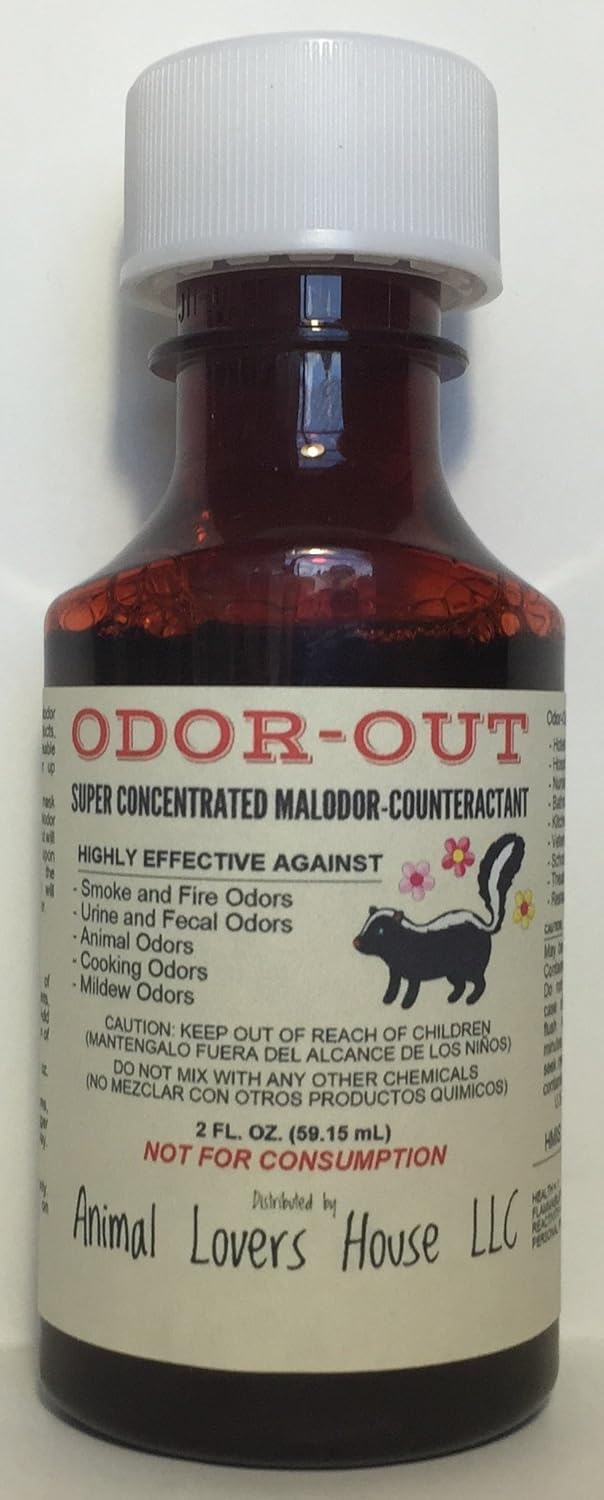 ODOR-OUT
SUPER CONCENTRATED MALODOR-COUNTERACTANT
HIGHLY EFFECTIVE AGAINST
- Smoke and Fire Odors
- Urine and Fecal Odors
- Animal Odors
- Cooking Odors
- Mildew Odors
CAUTION: KEEP OUT OF REACH OF CHILDREN
(MANTENGALO FUERA DEL ALCANCE DE LOS NIÑOS)
DO NOT MIX WITH ANY OTHER CHEMICALS
(NO MEZCLAR CON OTROS PRODUCTOS QUIMICOS)
2 FL. OZ. (59.15 mL)
NOT FOR CONSUMPTION
Distributed by
Animal Lovers House LLC